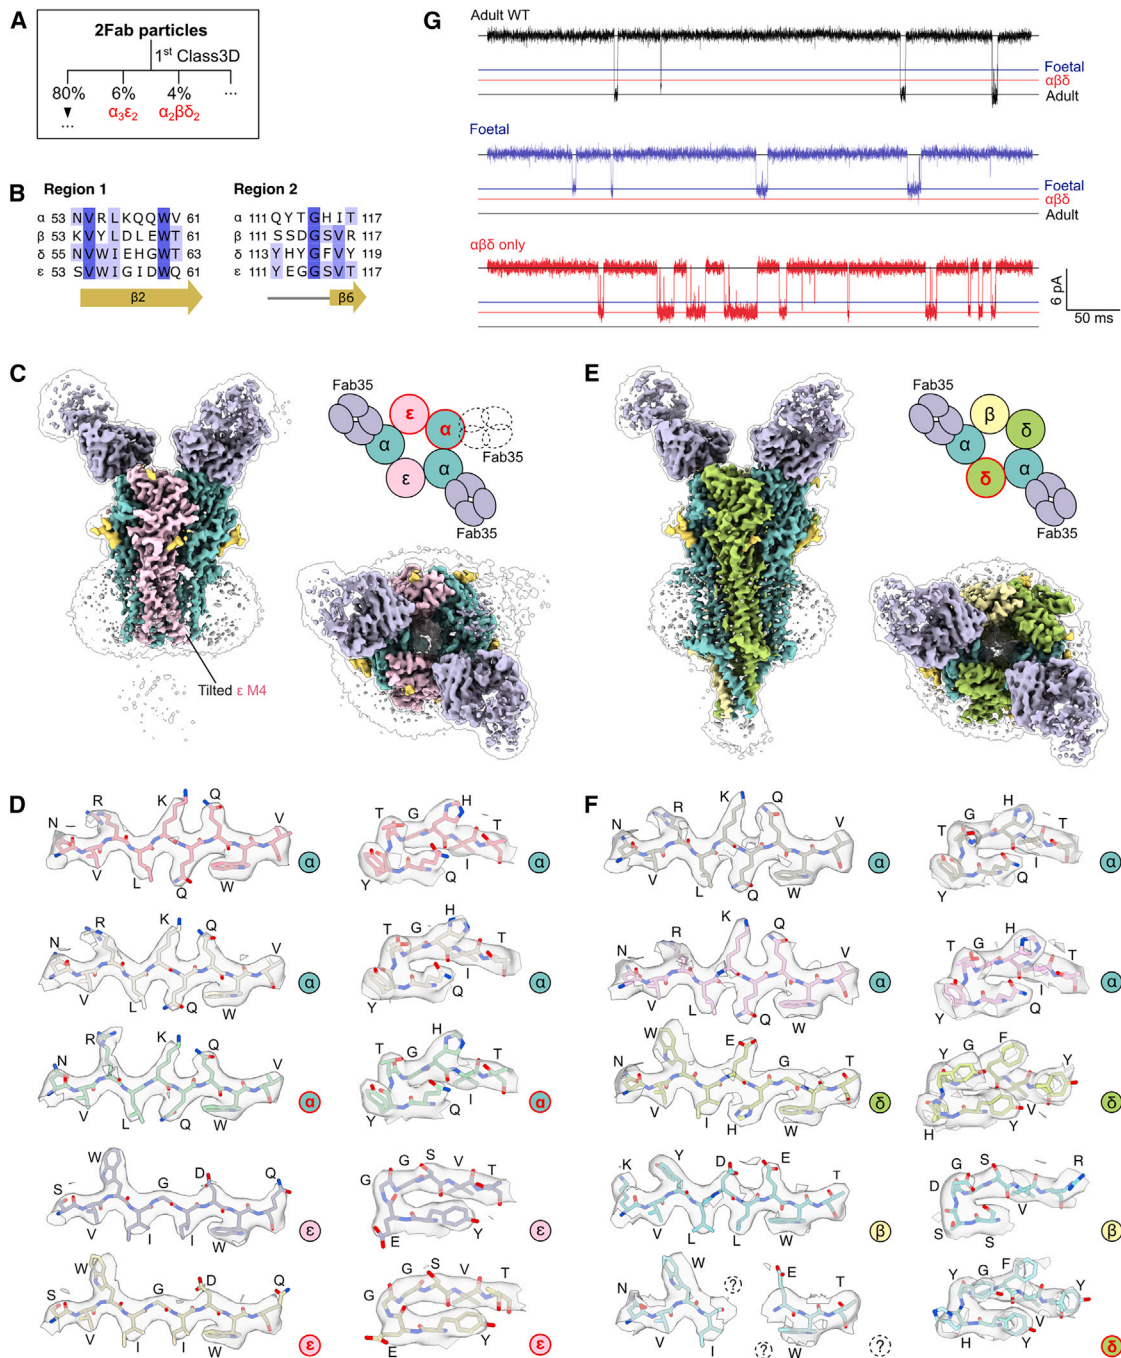 A
2Fab particles
1st Class3D
80%
6%
4%
...
...
α3ε2
α2βδ2
B
Region 1
α 53 NVRLKQQWV 61
β 53 KVYLDLEWT 61
δ 55 NVWIEHGWT 63
ε 53 SVWIGIDWQ 61
β2
Region 2
α 111 QYTGHIT 117
β 111 SSDGSVR 117
δ 113 YHYGFVY 119
ε 111 YEGGSVT 117
β6
G
Adult WT
Foetal
αβδ
Adult
Foetal
Foetal
αβδ
Adult
αβδ only
6 pA
50 ms
C
Fab35
ε
α
α
Fab35
ε
α
Fab35
Tilted ε M4
E
Fab35
β
δ
α
α
δ
Fab35
D
N R K Q V
V L Q W
α
T G H T
Y Q I
α
N R K Q V
V L Q W
α
T G H T
Y Q I
α
N R K Q V
V L Q W
α
T G H T
Y Q I
α
S W G D Q
V I I W
ε
G G S V T
E Y
ε
S W G D Q
V I I W
ε
G G S V T
E Y
ε
F
R K Q V
N
V L Q W
α
T G H T
Y Q I
α
N R K Q V
V L Q W
α
T G H T
Y Q I
α
N W E G T
V I H W
δ
Y G F Y
H Y V
δ
K Y D E T
V L L W
β
D G S V R
S S
β
N W ? E T
V I ? W ?
Y G F Y
H Y V
δ